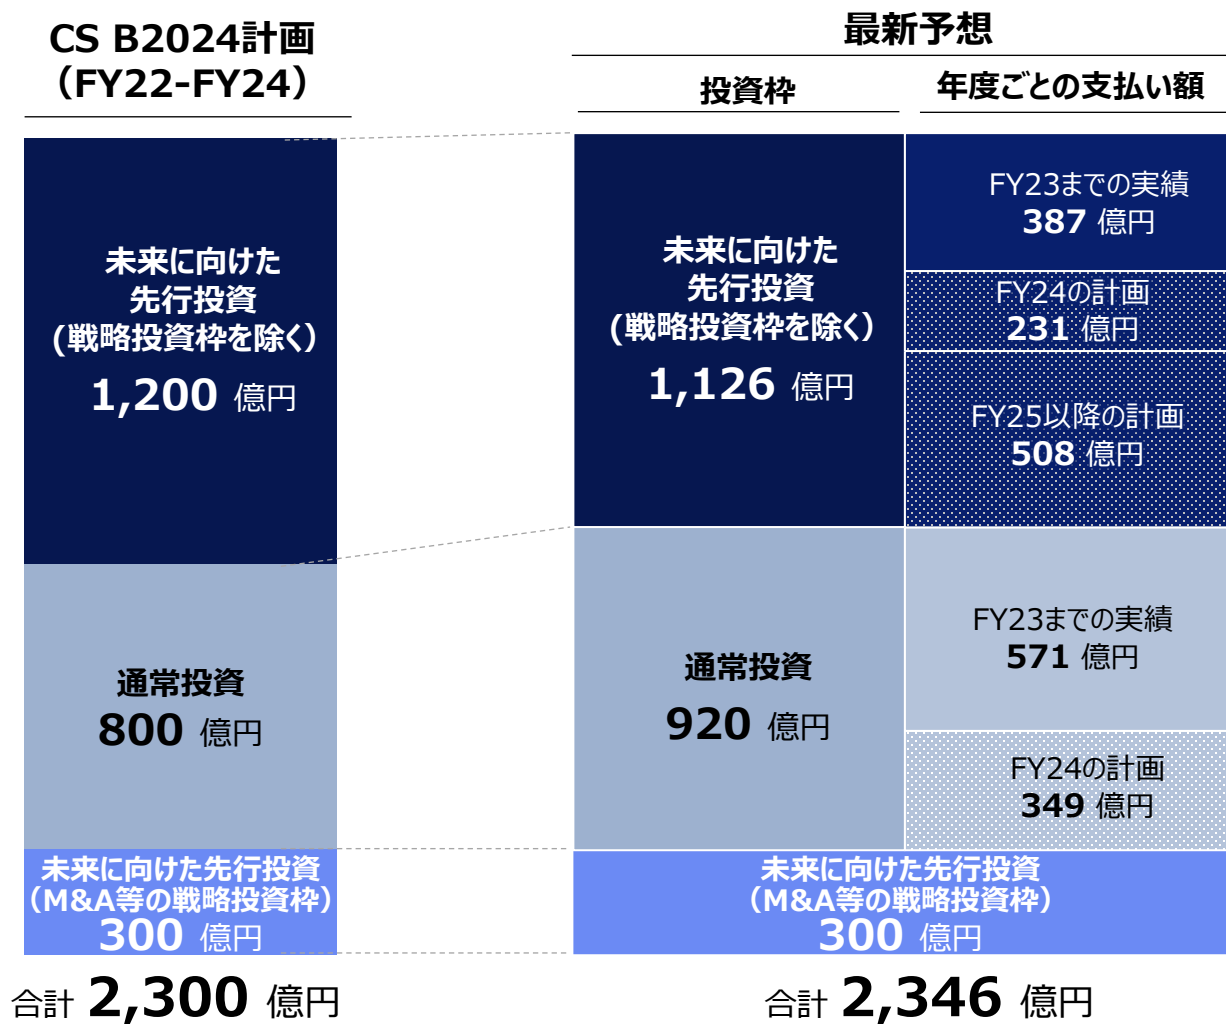 CS B2024計画
（FY22-FY24）
未来に向けた
先行投資
(戦略投資枠を除く）
1,200 億円
通常投資
800 億円
未来に向けた先行投資
（M&A等の戦略投資枠）
300 億円
合計 2,300 億円
最新予想
投資枠
年度ごとの支払い額
未来に向けた
先行投資
(戦略投資枠を除く）
1,126 億円
FY23までの実績
387 億円
FY24の計画
231 億円
FY25以降の計画
508 億円
通常投資
920 億円
FY23までの実績
571 億円
FY24の計画
349 億円
未来に向けた先行投資
（M&A等の戦略投資枠）
300 億円
合計 2,346 億円